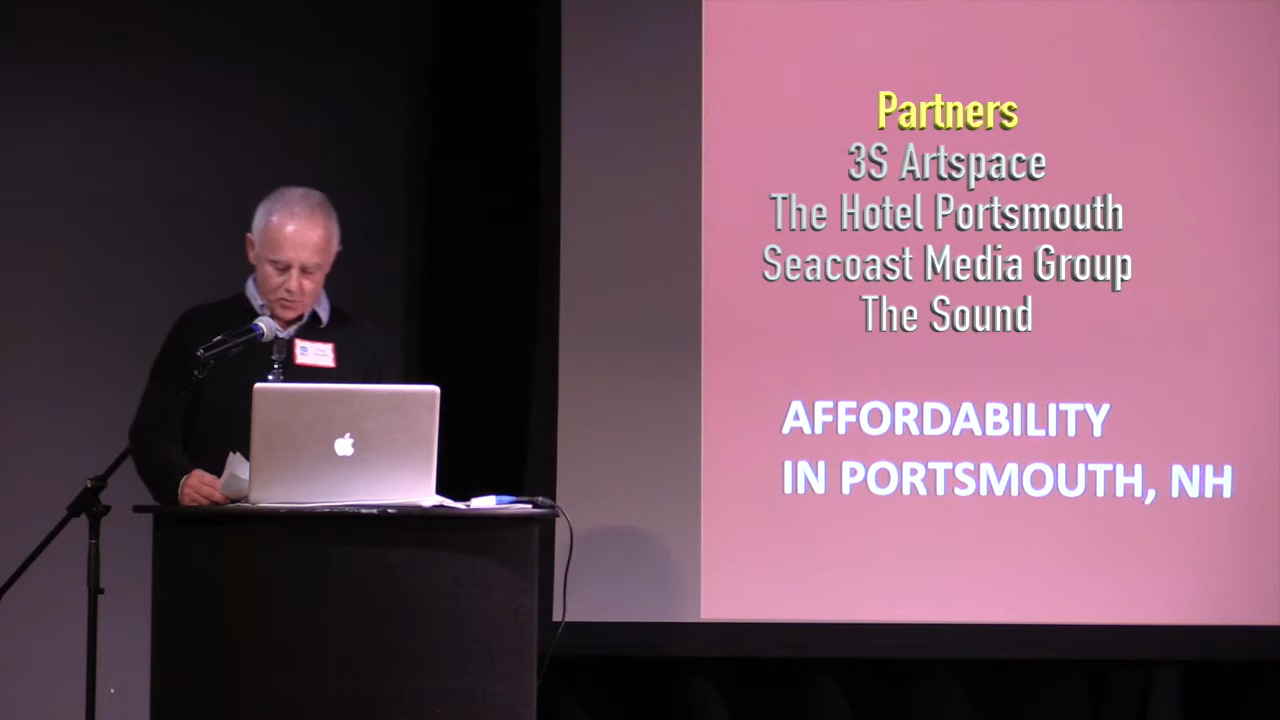 Partners
3S Artspace
The Hotel Portsmouth
Seacoast Media Group
The Sound
AFFORDABILITY
IN PORTSMOUTH, NH